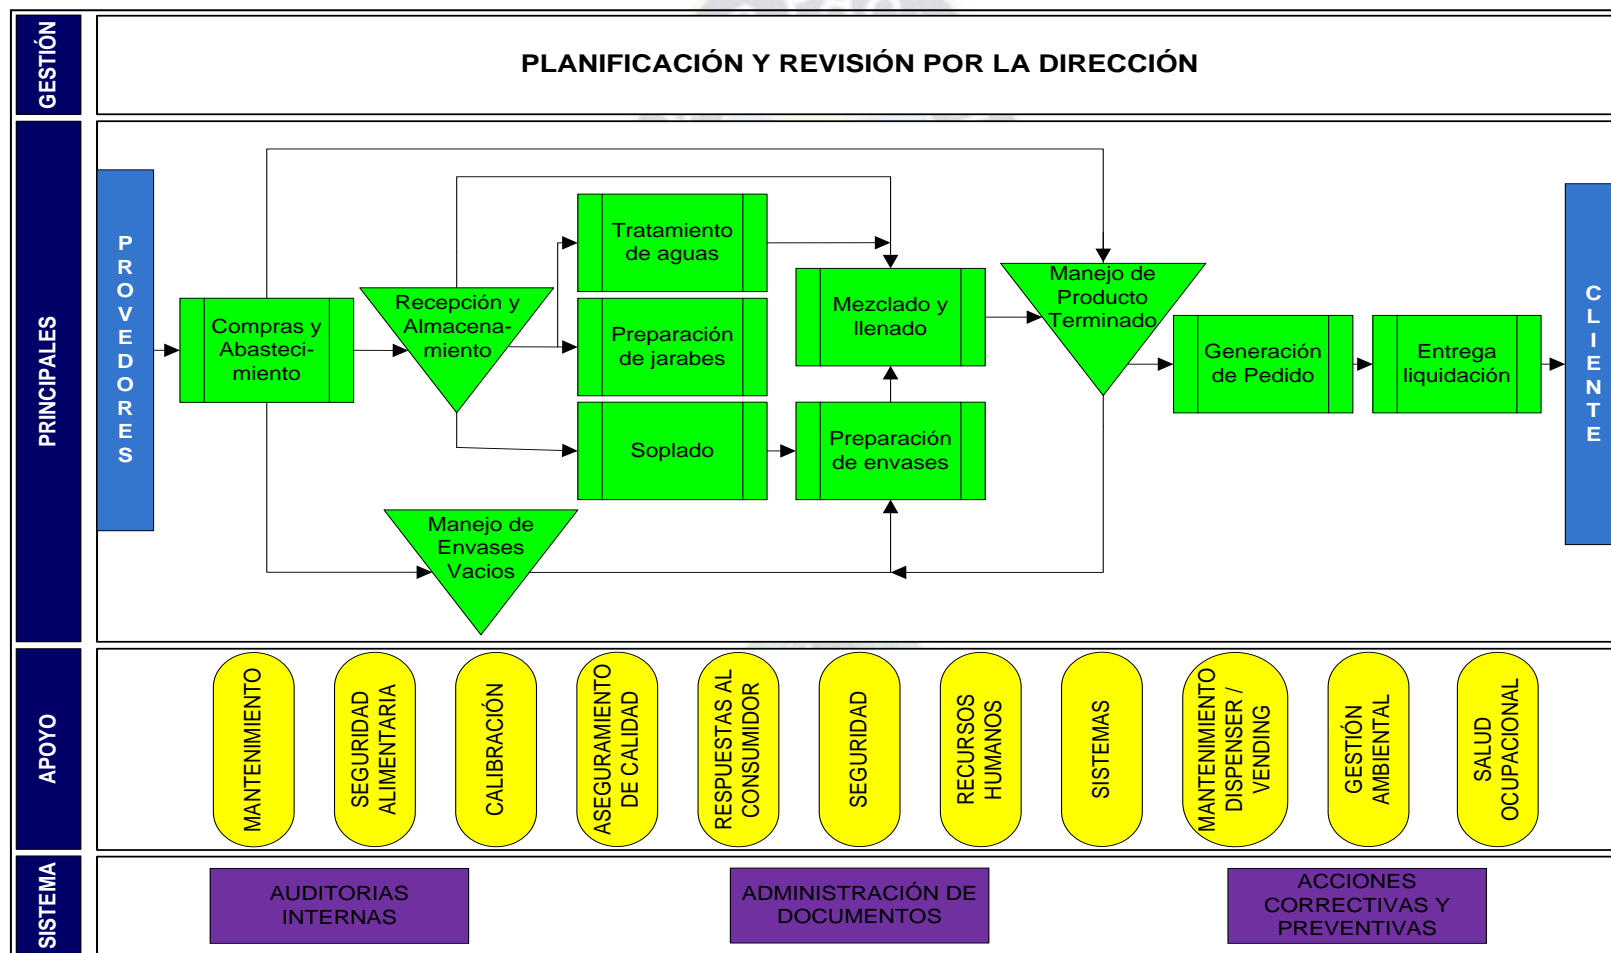 GESTIÓN
PLANIFICACIÓN Y REVISIÓN POR LA DIRECCIÓN
PRINCIPALES
PROVEDORES
Compras y
Abasteci-
miento
Recepción y
Almacena-
miento
Tratamiento
de aguas
Preparación
de jarabes
Soplado
Manejo de
Envases
Vacios
Mezclado y
llenado
Preparación
de envases
Manejo de
Producto
Terminado
Generación
de Pedido
Entrega
liquidación
CLIENTE
APOYO
MANTENIMIENTO
SEGURIDAD
ALIMENTARIA
CALIBRACIÓN
ASEGURAMIENTO
DE CALIDAD
RESPUESTAS AL
CONSUMIDOR
SEGURIDAD
RECURSOS
HUMANOS
SISTEMAS
MANTENIMIENTO
DISPENSER /
VENDING
GESTIÓN
AMBIENTAL
SALUD
OCUPACIONAL
SISTEMA
AUDITORIAS
INTERNAS
ADMINISTRACIÓN DE
DOCUMENTOS
ACCIONES
CORRECTIVAS Y
PREVENTIVAS